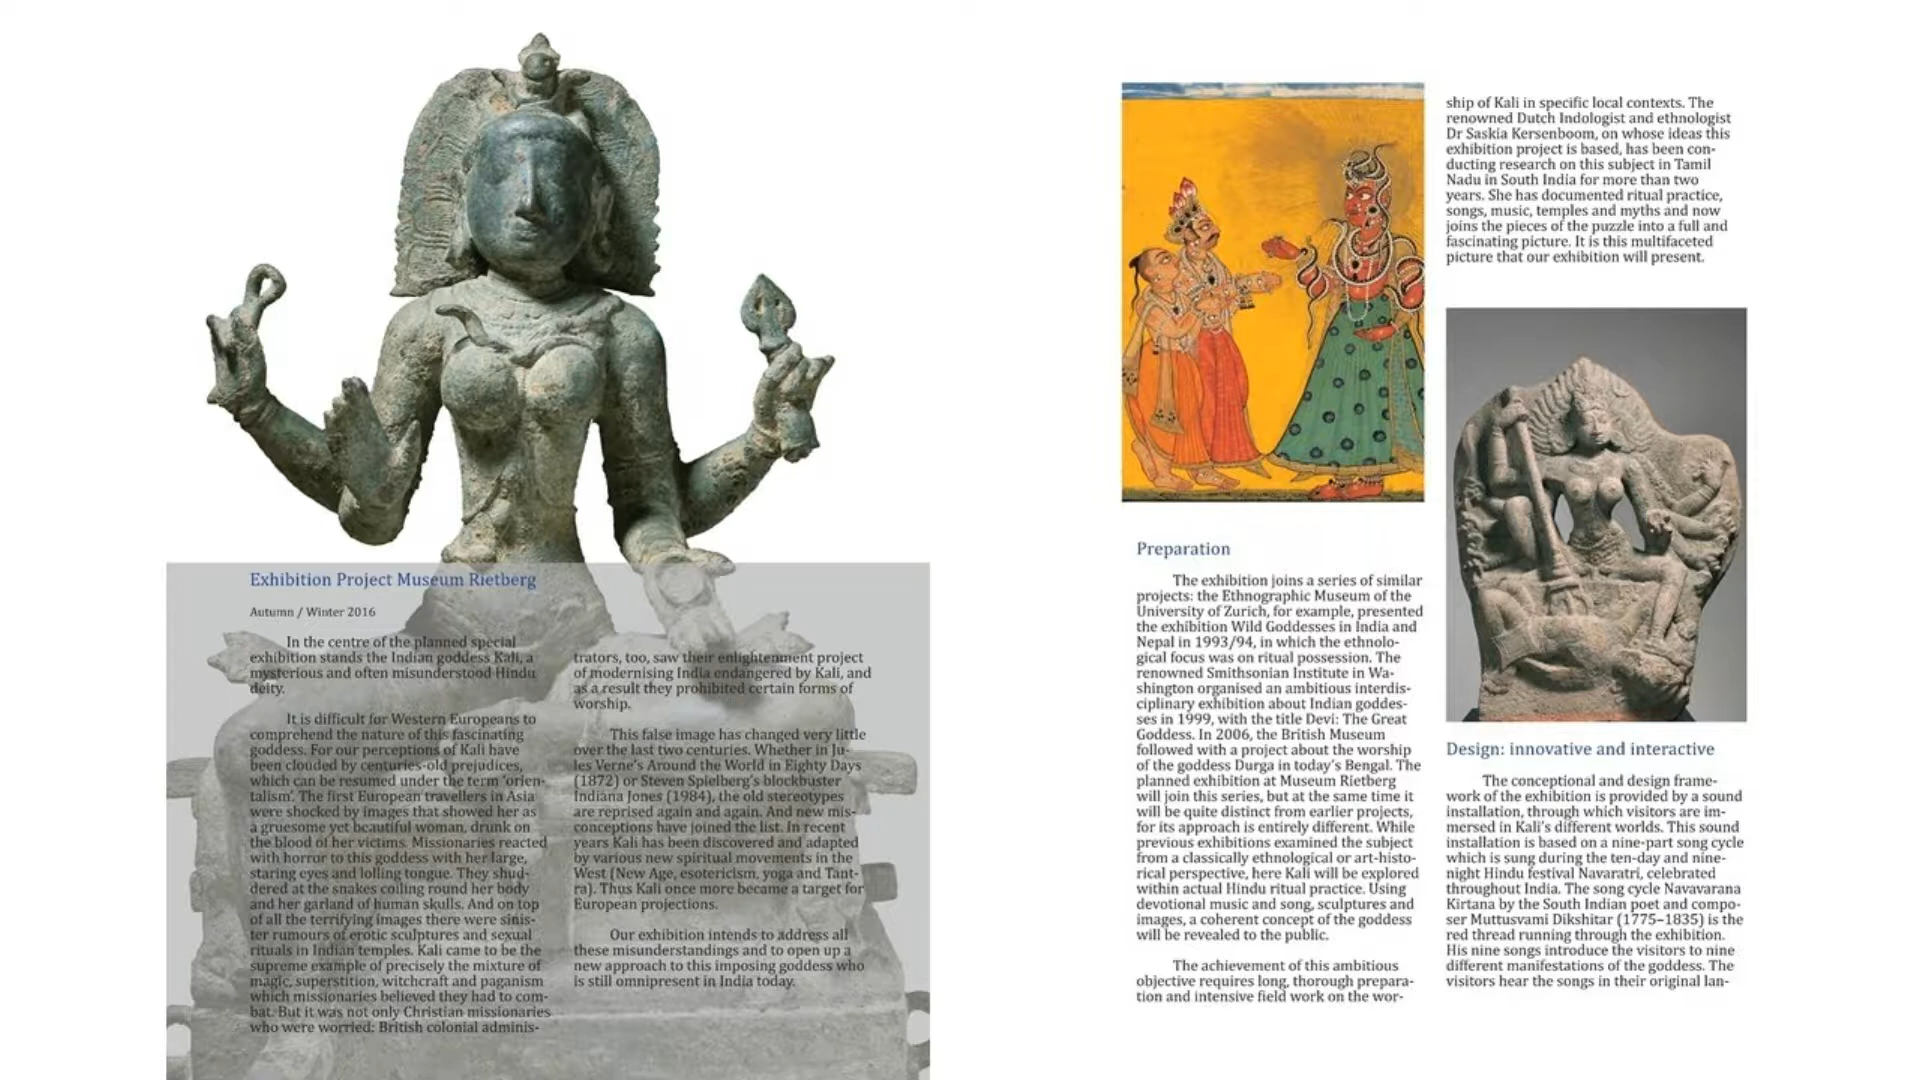 Exhibition Project Museum Rietberg
Autumn / Winter 2016
In the centre of the planned special
exhibition stands the Indian goddess Kali, a
mysterious and often misunderstood Hindu
deity.
It is difficult for Western Europeans to
comprehend the nature of this fascinating
goddess. For our perceptions of Kali have
been clouded by centuries-old prejudices,
which can be resumed under the term ‘orien-
talism’. The first European travellers in Asia
were shocked by images that showed her as
a gruesome yet beautiful woman, drunk on
the blood of her victims. Missionaries reacted
with horror to this goddess with her large,
staring eyes and lolling tongue. They shud-
dered at the snakes coiling round her body
and her garland of human skulls. And on top
of all the terrifying images there were sinis-
ter rumours of erotic sculptures and sexual
rituals in Indian temples. Kali came to be the
supreme example of precisely the mixture of
magic, superstition, witchcraft and paganism
which missionaries believed they had to com-
bat. But it was not only Christian missionaries
who were worried: British colonial adminis-
trators, too, saw their enlightenment project
of modernising India endangered by Kali, and
as a result they prohibited certain forms of
worship.
This false image has changed very little
over the last two centuries. Whether in Ju-
les Verne’s Around the World in Eighty Days
(1872) or Steven Spielberg’s blockbuster
Indiana Jones (1984), the old stereotypes
are reprised again and again. And new mis-
conceptions have joined the list. In recent
years Kali has been discovered and adapted
by various new spiritual movements in the
West (New Age, esotericism, yoga and Tant-
ra). Thus Kali once more became a target for
European projections.
Our exhibition intends to address all
these misunderstandings and to open up a
new approach to this imposing goddess who
is still omnipresent in India today.
Preparation
The exhibition joins a series of similar
projects: the Ethnographic Museum of the
University of Zurich, for example, presented
the exhibition Wild Goddesses in India and
Nepal in 1993/94, in which the ethnolo-
gical focus was on ritual possession. The
renowned Smithsonian Institute in Wa-
shington organised an ambitious interdis-
ciplinary exhibition about Indian goddes-
ses in 1999, with the title Devi: The Great
Goddess. In 2006, the British Museum
followed with a project about the worship
of the goddess Durga in today’s Bengal. The
planned exhibition at Museum Rietberg
will join this series, but at the same time it
will be quite distinct from earlier projects,
for its approach is entirely different. While
previous exhibitions examined the subject
from a classically ethnological or art-histo-
rical perspective, here Kali will be explored
within actual Hindu ritual practice. Using
devotional music and song, sculptures and
images, a coherent concept of the goddess
will be revealed to the public.
The achievement of this ambitious
objective requires long, thorough prepara-
tion and intensive field work on the wor-
ship of Kali in specific local contexts. The
renowned Dutch Indologist and ethnologist
Dr Saskia Kersenboom, on whose ideas this
exhibition project is based, has been con-
ducting research on this subject in Tamil
Nadu in South India for more than two
years. She has documented ritual practice,
songs, music, temples and myths and now
joins the pieces of the puzzle into a full and
fascinating picture. It is this multifaceted
picture that our exhibition will present.
Design: innovative and interactive
The conceptional and design frame-
work of the exhibition is provided by a sound
installation, through which visitors are im-
mersed in Kali’s different worlds. This sound
installation is based on a nine-part song cycle
which is sung during the ten-day and nine-
night Hindu festival Navaratri, celebrated
throughout India. The song cycle Navavarana
Kirtana by the South Indian poet and compo-
ser Muttusvami Dikshitar (1775–1835) is the
red thread running through the exhibition.
His nine songs introduce the visitors to nine
different manifestations of the goddess. The
visitors hear the songs in their original lan-